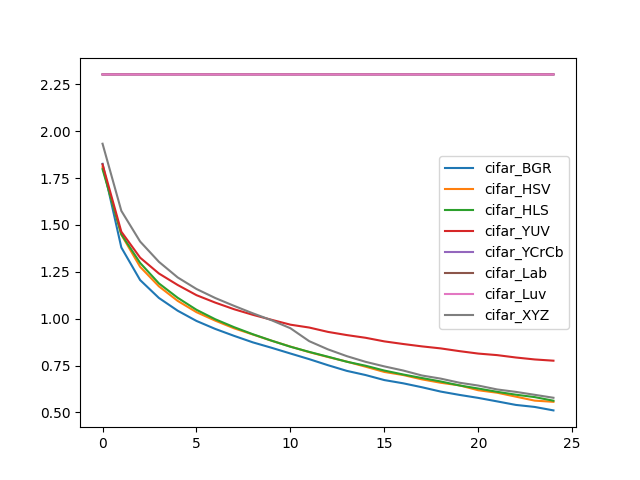 2.25
2.00
1.75
1.50
1.25
1.00
0.75
0.50
0
5
10
15
20
25
cifar_BGR
cifar_HSV
cifar_HLS
cifar_YUV
cifar_YCrCb
cifar_Lab
cifar_Luv
cifar_XYZ